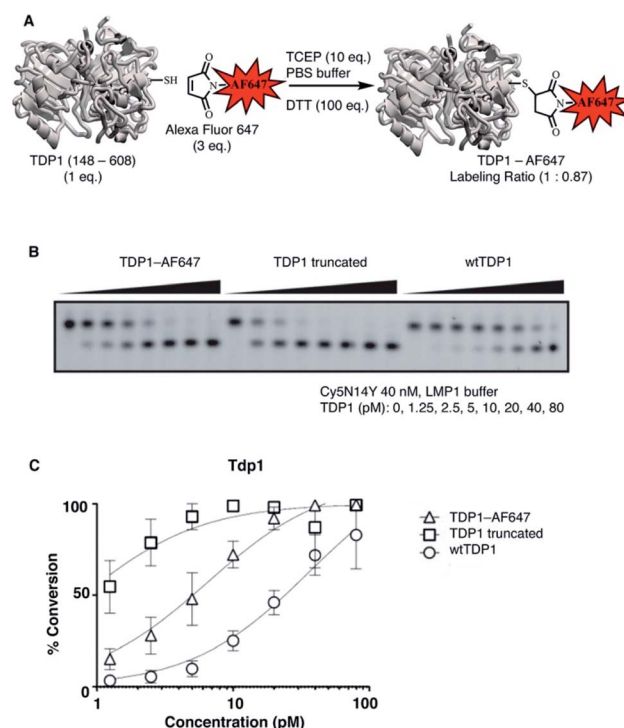 A
SH
O
N
O
AF647
TCEP (10 eq.)
PBS buffer
DTT (100 eq.)
S
O
N
O
AF647
TDP1 (148 – 608)
(1 eq.)
Alexa Fluor 647
(3 eq.)
TDP1 – AF647
Labeling Ratio (1 : 0.87)
B
TDP1–AF647 TDP1 truncated wtTDP1
Cy5N14Y 40 nM, LMP1 buffer
TDP1 (pM): 0, 1.25, 2.5, 5, 10, 20, 40, 80
C
Tdp1
100
50
0
% Conversion
1 10 100
Concentration (pM)
TDP1–AF647
TDP1 truncated
wtTDP1